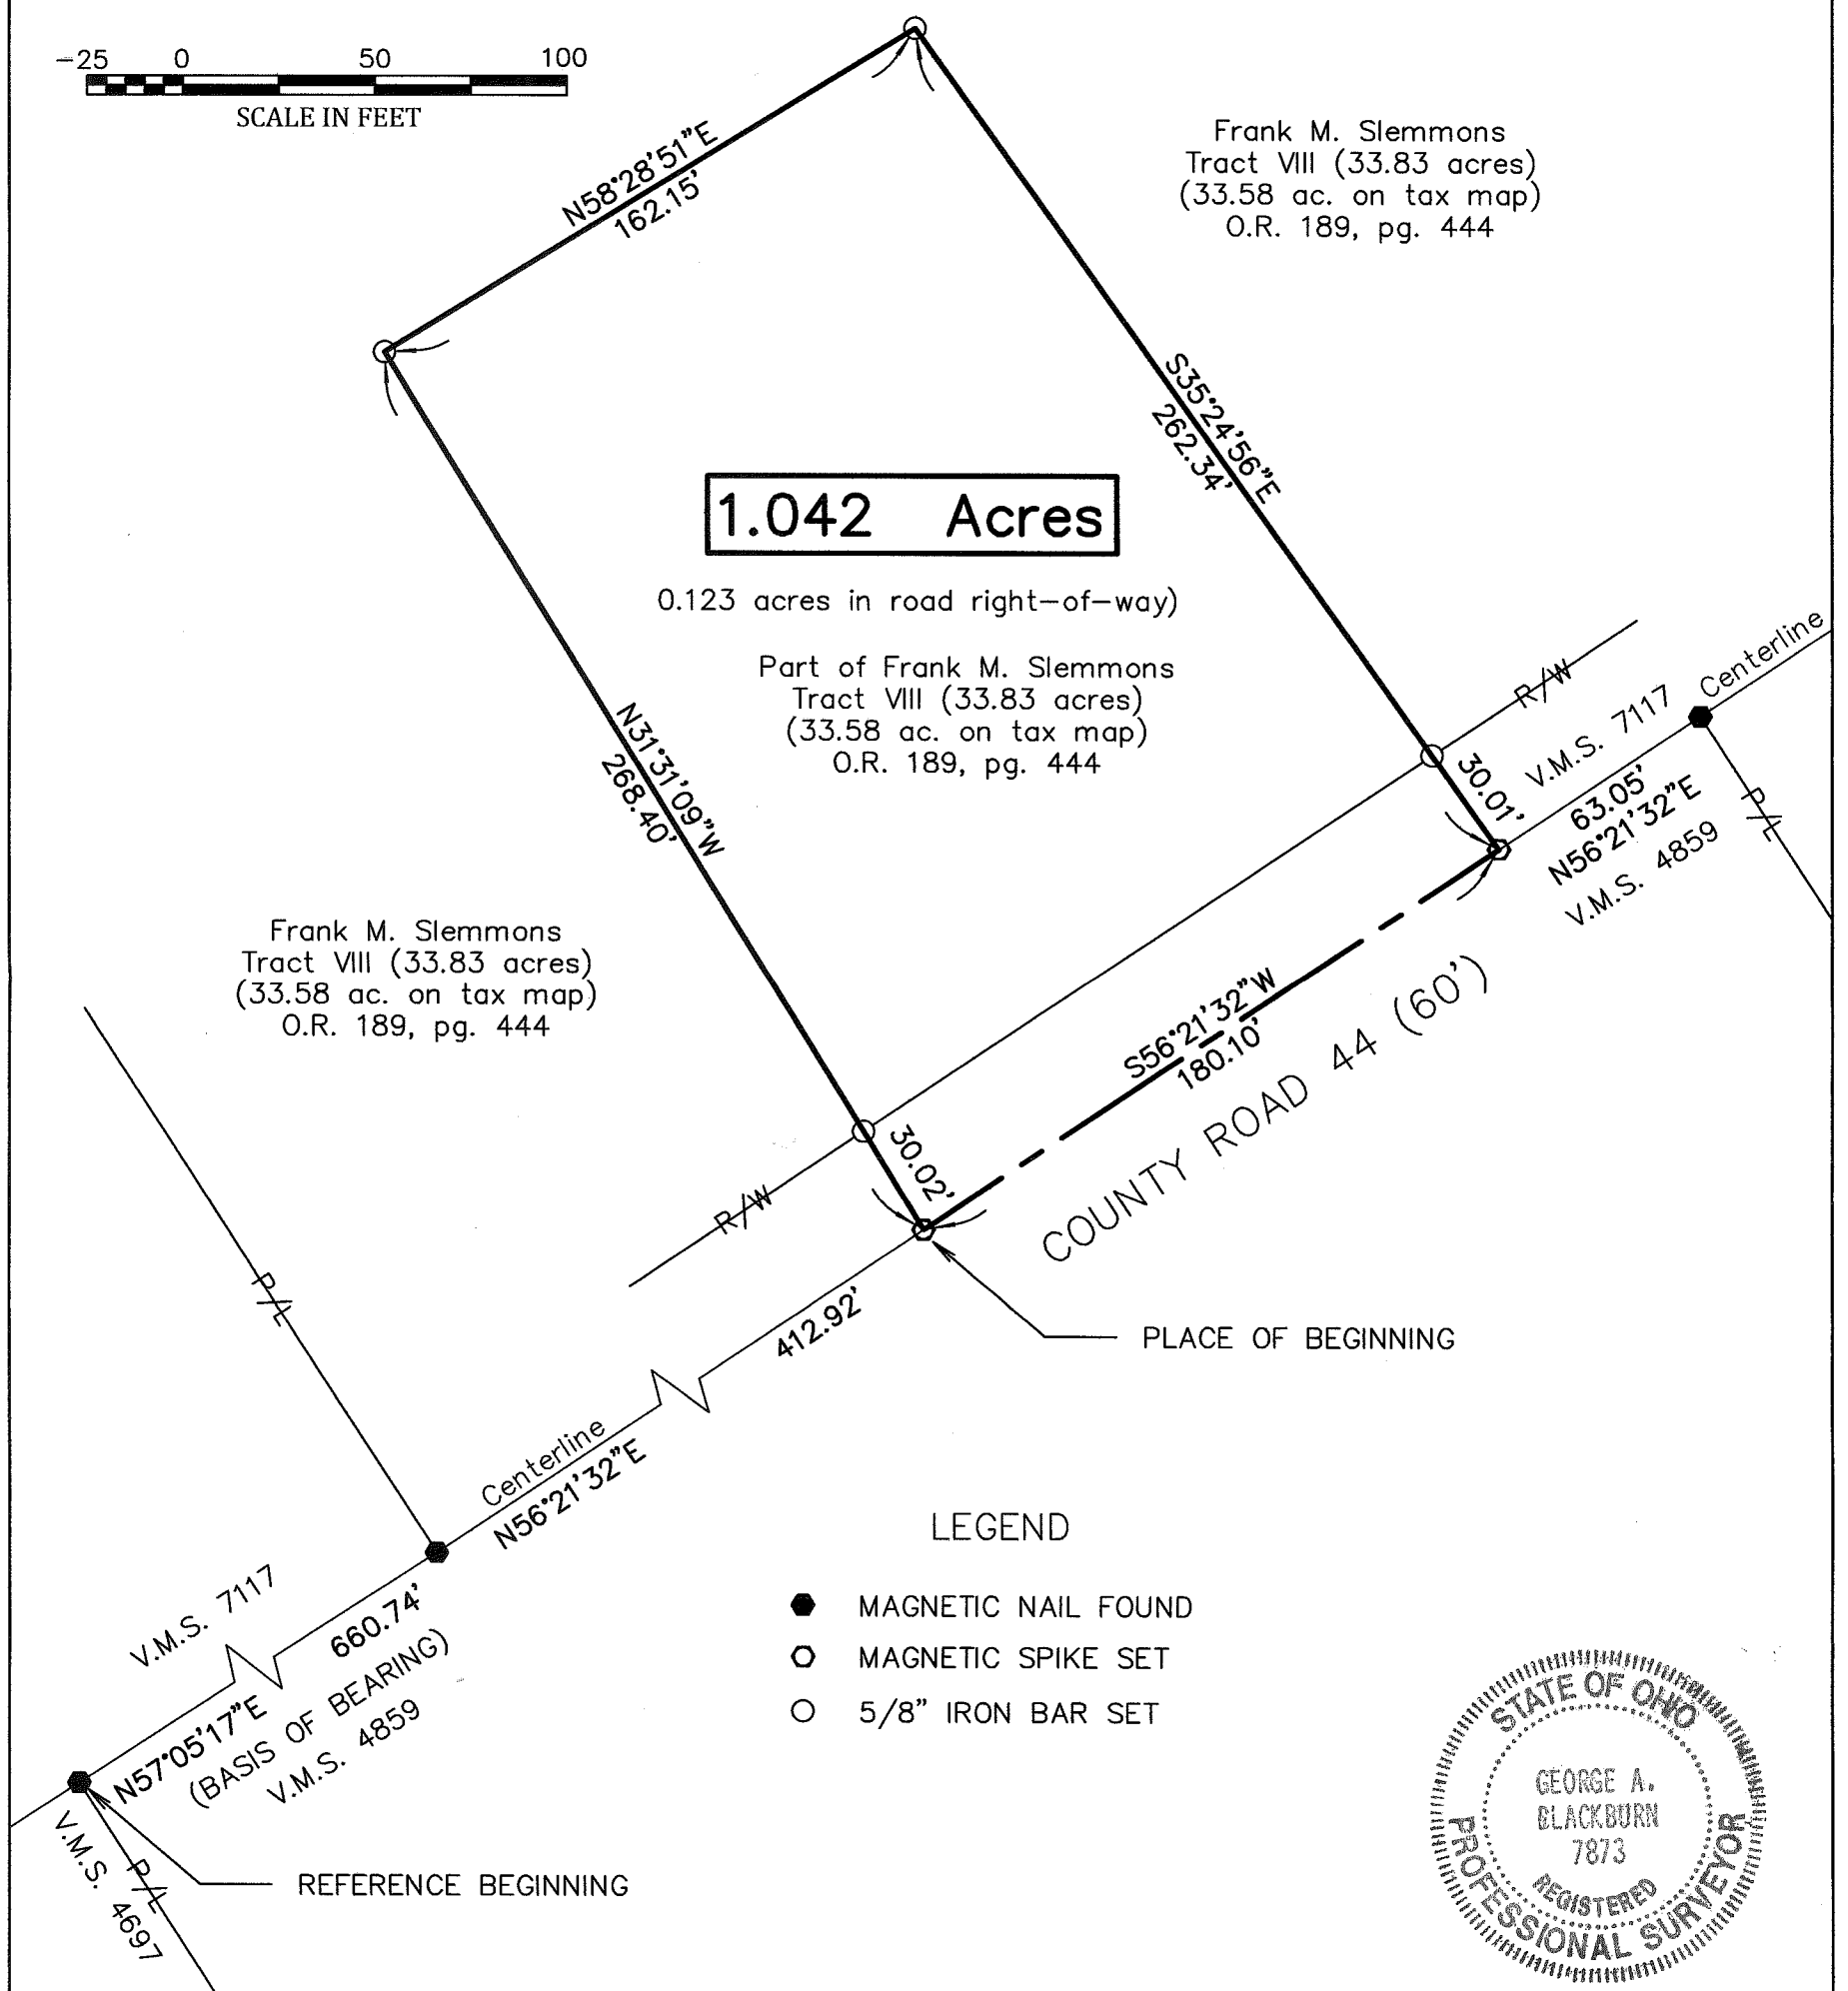 −25 0 50 100
SCALE IN FEET
N58°28'51"E
162.15'
Frank M. Slemmons
Tract VIII (33.83 acres)
(33.58 ac. on tax map)
O.R. 189, pg. 444
S35°24'56"E
262.34'
1.042 Acres
0.123 acres in road right−of−way)
Part of Frank M. Slemmons
Tract VIII (33.83 acres)
(33.58 ac. on tax map)
O.R. 189, pg. 444
N31°31'09"W
268.40'
R/W
Centerline
V.M.S. 7117
30.01'
63.05'
N56°21'32"E
V.M.S. 4859
P/L
Frank M. Slemmons
Tract VIII (33.83 acres)
(33.58 ac. on tax map)
O.R. 189, pg. 444
S56°21'32"W
180.10'
COUNTY ROAD 44 (60')
30.02'
R/W
P/L
412.92'
PLACE OF BEGINNING
Centerline
N56°21'32"E
LEGEND
MAGNETIC NAIL FOUND
MAGNETIC SPIKE SET
5/8" IRON BAR SET
V.M.S. 7117
660.74'
N57°05'17"E
(BASIS OF BEARING)
V.M.S. 4859
REFERENCE BEGINNING
V.M.S. 4697
P/L
STATE OF OHIO
GEORGE A.
BLACKBURN
7873
REGISTERED
PROFESSIONAL SURVEYOR